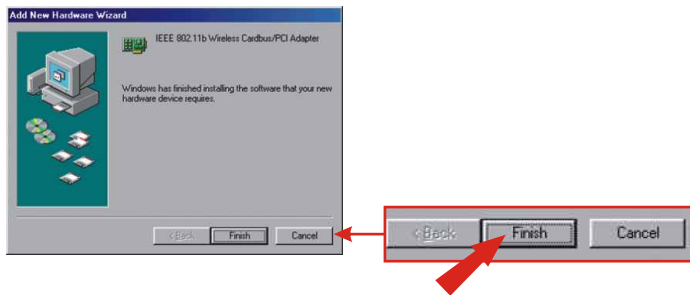 Add New Hardware Wizard
IEEE 802.11b Wireless Cardbus/PCI Adapter
Windows has finished installing the software that your new
hardware device requires.
< Back Finish Cancel
< Back Finish Cancel